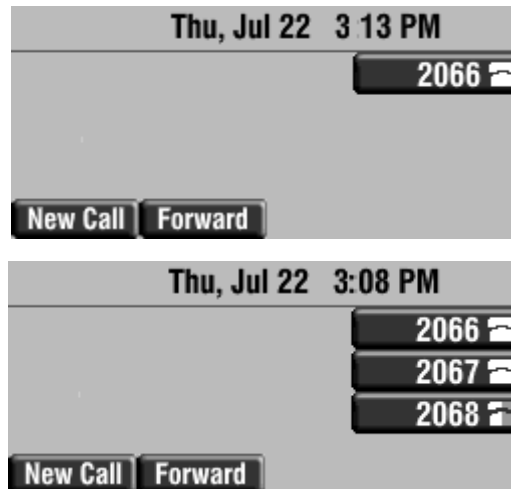 Thu, Jul 22 3:13 PM
2066
New Call Forward
Thu, Jul 22 3:08 PM
2066
2067
2068
New Call Forward